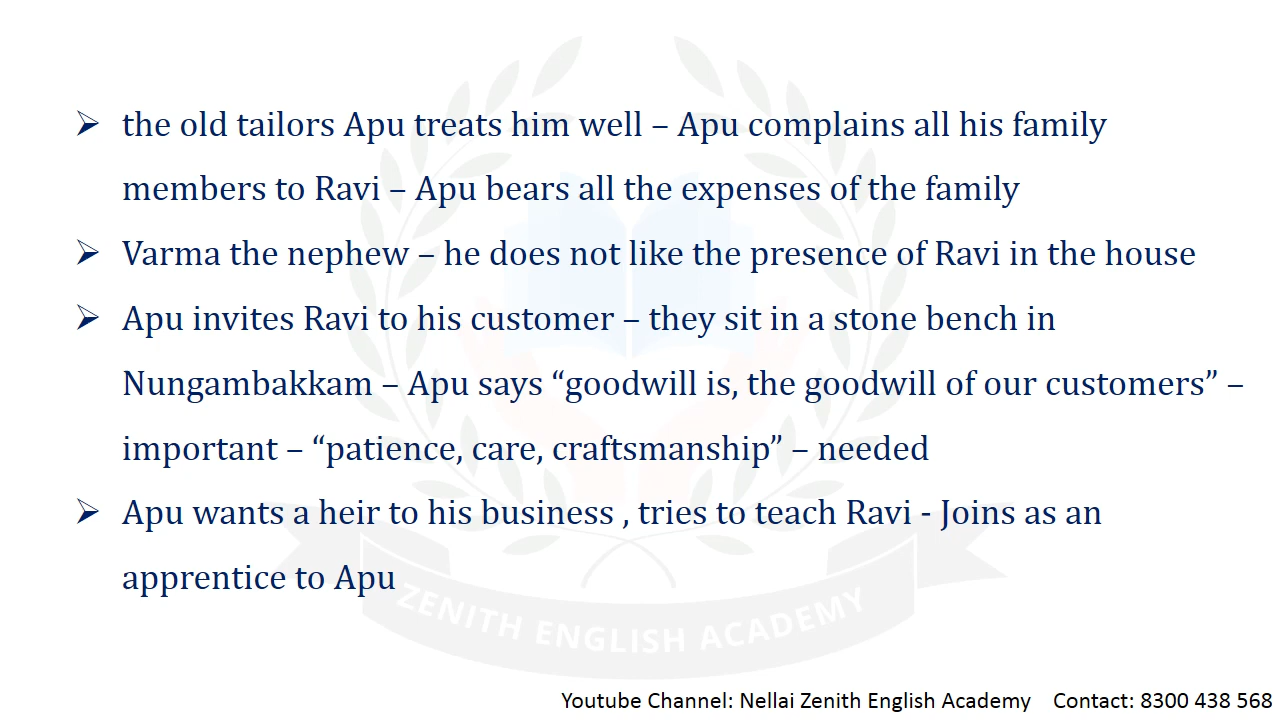 ➢ the old tailors Apu treats him well – Apu complains all his family
members to Ravi – Apu bears all the expenses of the family
➢ Varma the nephew – he does not like the presence of Ravi in the house
➢ Apu invites Ravi to his customer – they sit in a stone bench in
Nungambakkam – Apu says “goodwill is, the goodwill of our customers” –
important – “patience, care, craftsmanship” – needed
➢ Apu wants a heir to his business , tries to teach Ravi - Joins as an
apprentice to Apu
ZENITH ENGLISH ACADEMY
Youtube Channel: Nellai Zenith English Academy Contact: 8300 438 568